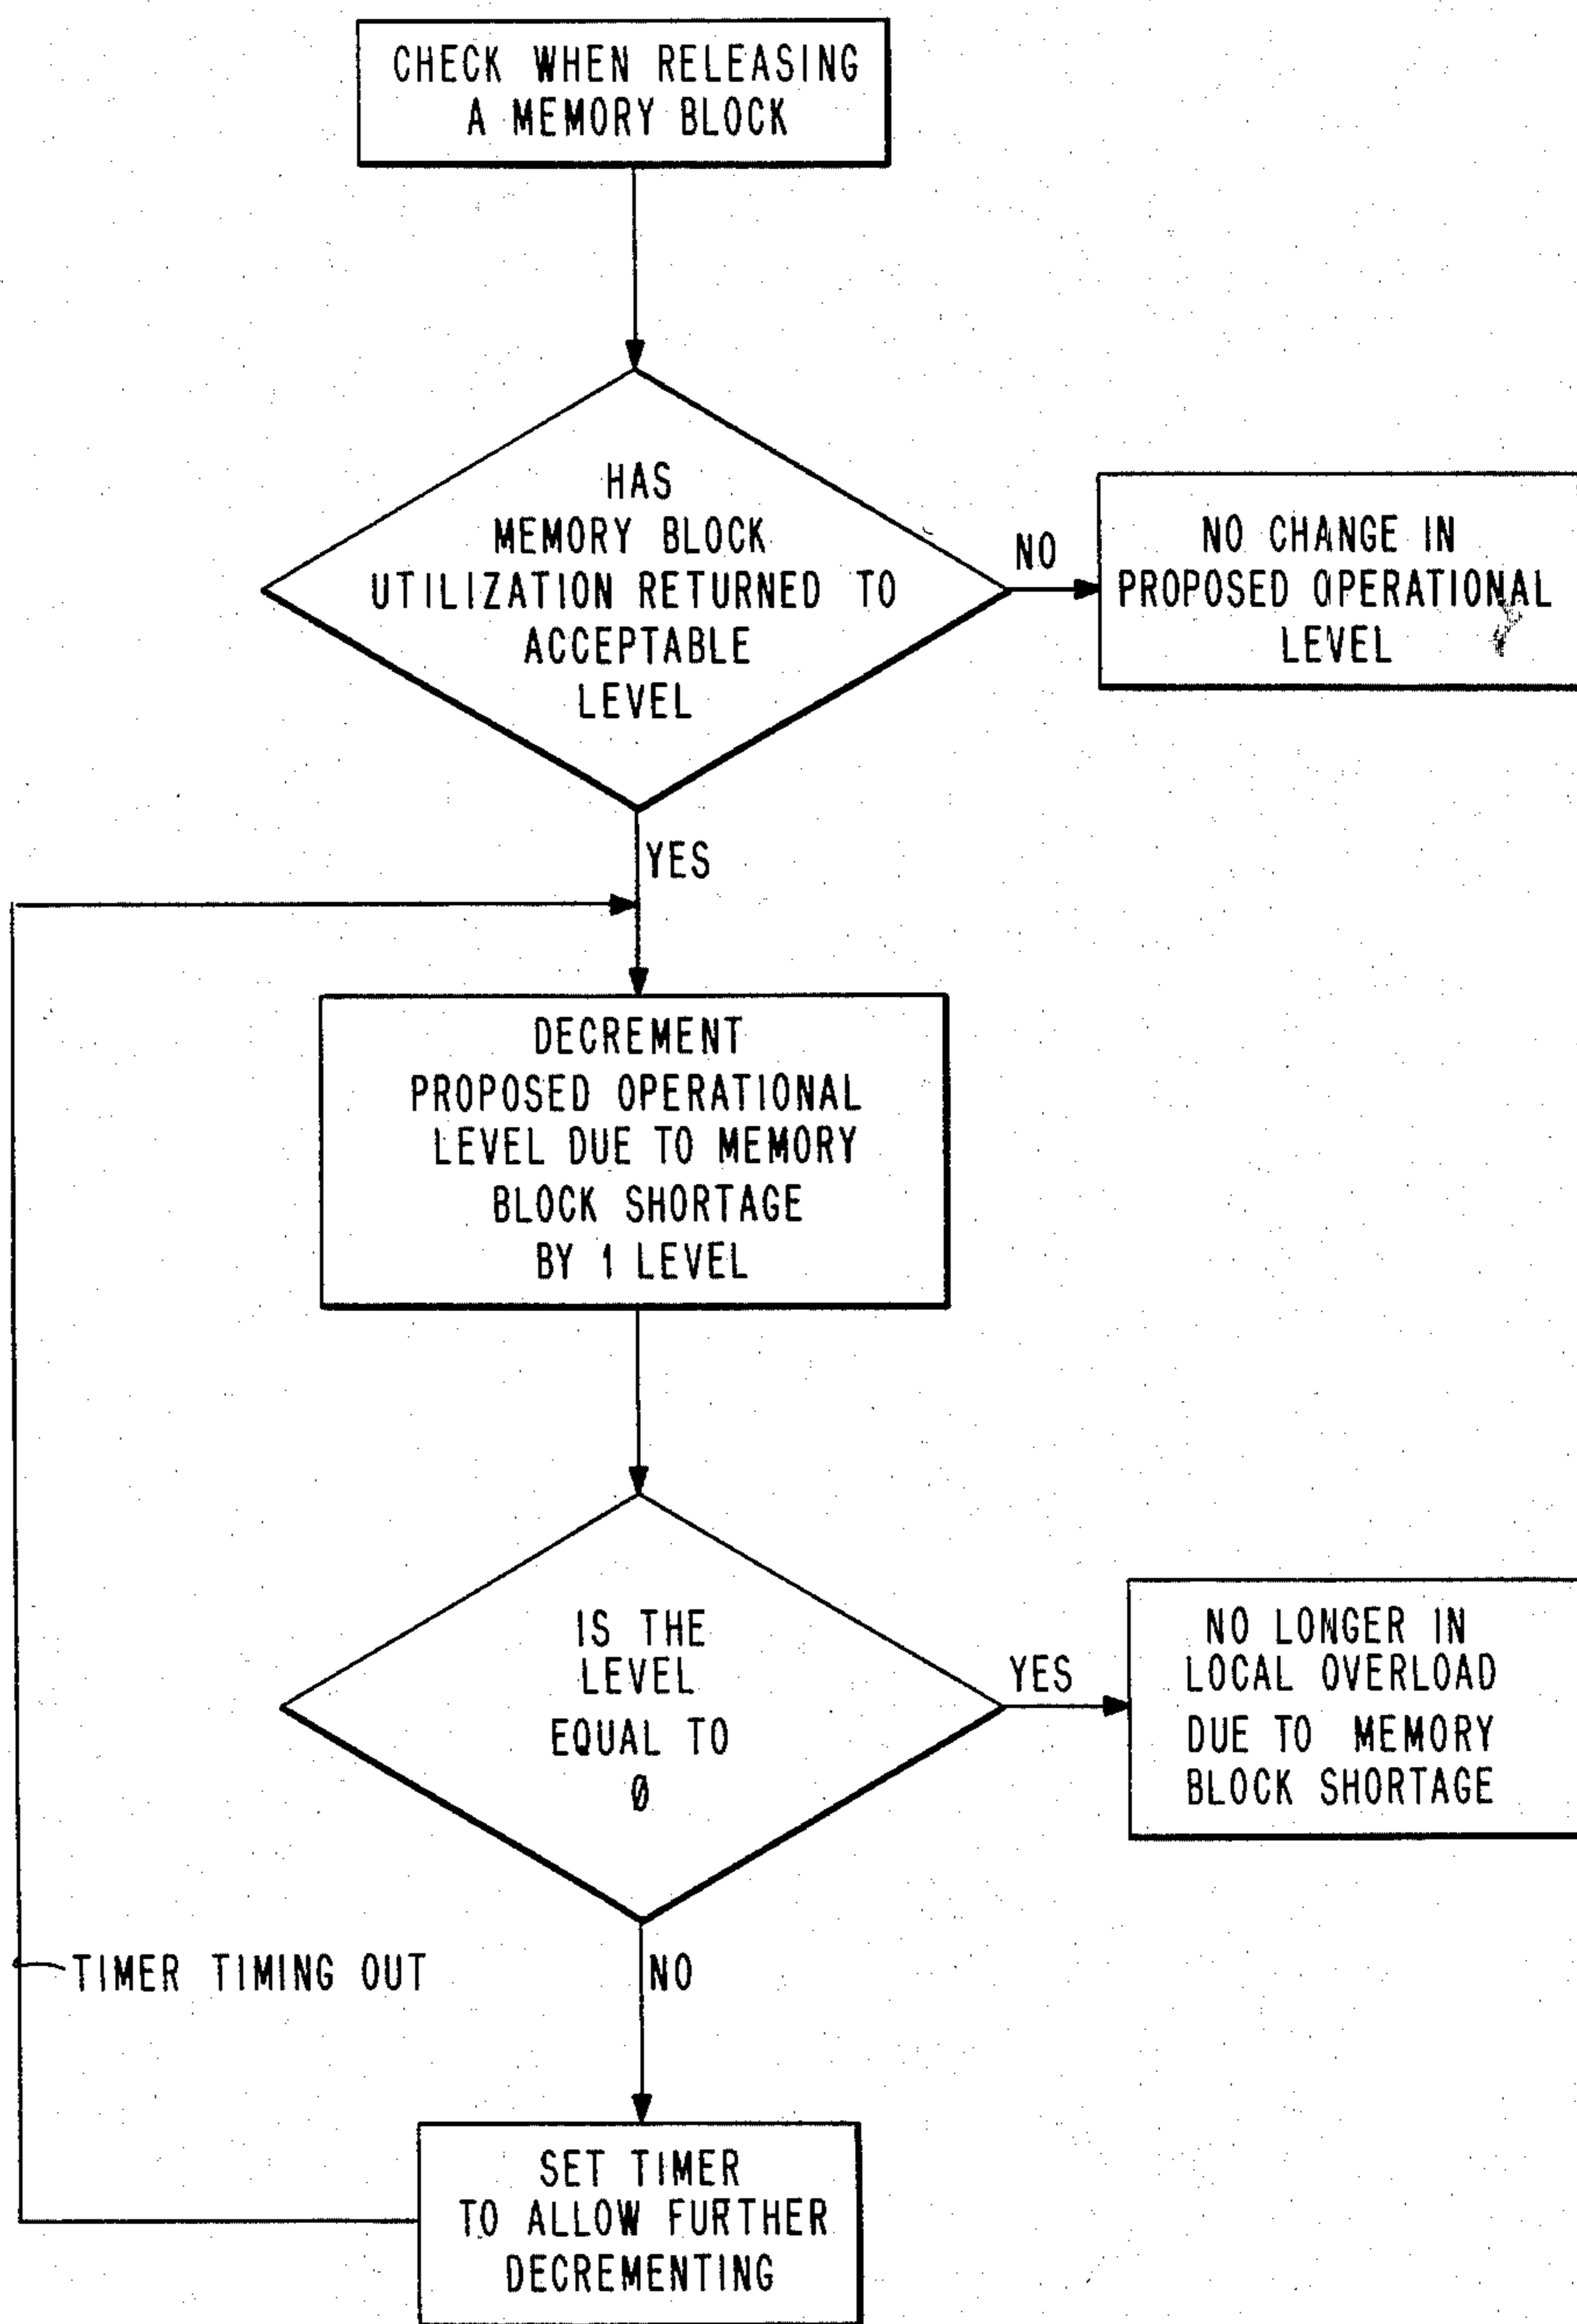 CHECK WHEN RELEASING
A MEMORY BLOCK
HAS
MEMORY BLOCK
UTILIZATION RETURNED TO
ACCEPTABLE
LEVEL
NO
NO CHANGE IN
PROPOSED OPERATIONAL
LEVEL
YES
DECREMENT
PROPOSED OPERATIONAL
LEVEL DUE TO MEMORY
BLOCK SHORTAGE
BY 1 LEVEL
IS THE
LEVEL
EQUAL TO
Ø
YES
NO LONGER IN
LOCAL OVERLOAD
DUE TO MEMORY
BLOCK SHORTAGE
TIMER TIMING OUT
NO
SET TIMER
TO ALLOW FURTHER
DECREMENTING